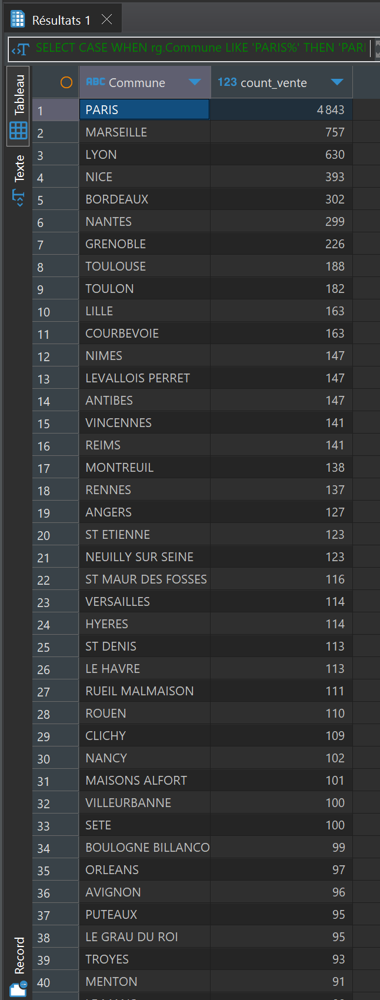 Résultats 1
SELECT CASE WHEN rg.Commune LIKE 'PARIS%' THEN 'PARI
Tableau
Texte
Record
ABC Commune 123 count_vente
1 PARIS 4 843
2 MARSEILLE 757
3 LYON 630
4 NICE 393
5 BORDEAUX 302
6 NANTES 299
7 GRENOBLE 226
8 TOULOUSE 188
9 TOULON 182
10 LILLE 163
11 COURBEVOIE 163
12 NIMES 147
13 LEVALLOIS PERRET 147
14 ANTIBES 147
15 VINCENNES 141
16 REIMS 141
17 MONTREUIL 138
18 RENNES 137
19 ANGERS 127
20 ST ETIENNE 123
21 NEUILLY SUR SEINE 123
22 ST MAUR DES FOSSES 116
23 VERSAILLES 114
24 HYERES 114
25 ST DENIS 113
26 LE HAVRE 113
27 RUEIL MALMAISON 111
28 ROUEN 110
29 CLICHY 109
30 NANCY 102
31 MAISONS ALFORT 101
32 VILLEURBANNE 100
33 SETE 100
34 BOULOGNE BILLANCO 99
35 ORLEANS 97
36 AVIGNON 96
37 PUTEAUX 95
38 LE GRAU DU ROI 95
39 TROYES 93
40 MENTON 91